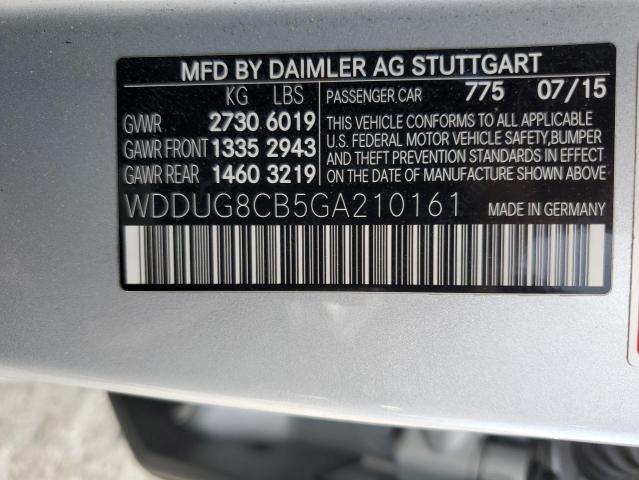 MFD BY DAIMLER AG STUTTGART
KG LBS PASSENGER CAR 775 07/15
GVWR 2730 6019 THIS VEHICLE CONFORMS TO ALL APPLICABLE
U.S. FEDERAL MOTOR VEHICLE SAFETY, BUMPER
GAWR FRONT 1335 2943 AND THEFT PREVENTION STANDARDS IN EFFECT
GAWR REAR 1460 3219 ON THE DATE OF MANUFACTURE SHOWN ABOVE
WDDUG8CB5GA210161 MADE IN GERMANY